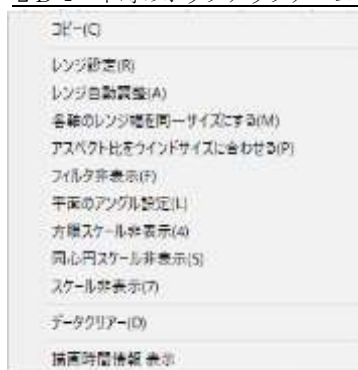 コピー(C)
レンジ設定(R)
レンジ自動調整(A)
各軸のレンジ幅を同一サイズにする(M)
アスペクト比をウインドサイズに合わせる(P)
フィルタ非表示(F)
平面のアングル設定(L)
方眼スケール非表示(4)
同心円スケール非表示(5)
スケール非表示(7)
データクリアー(D)
描画時間情報 表示